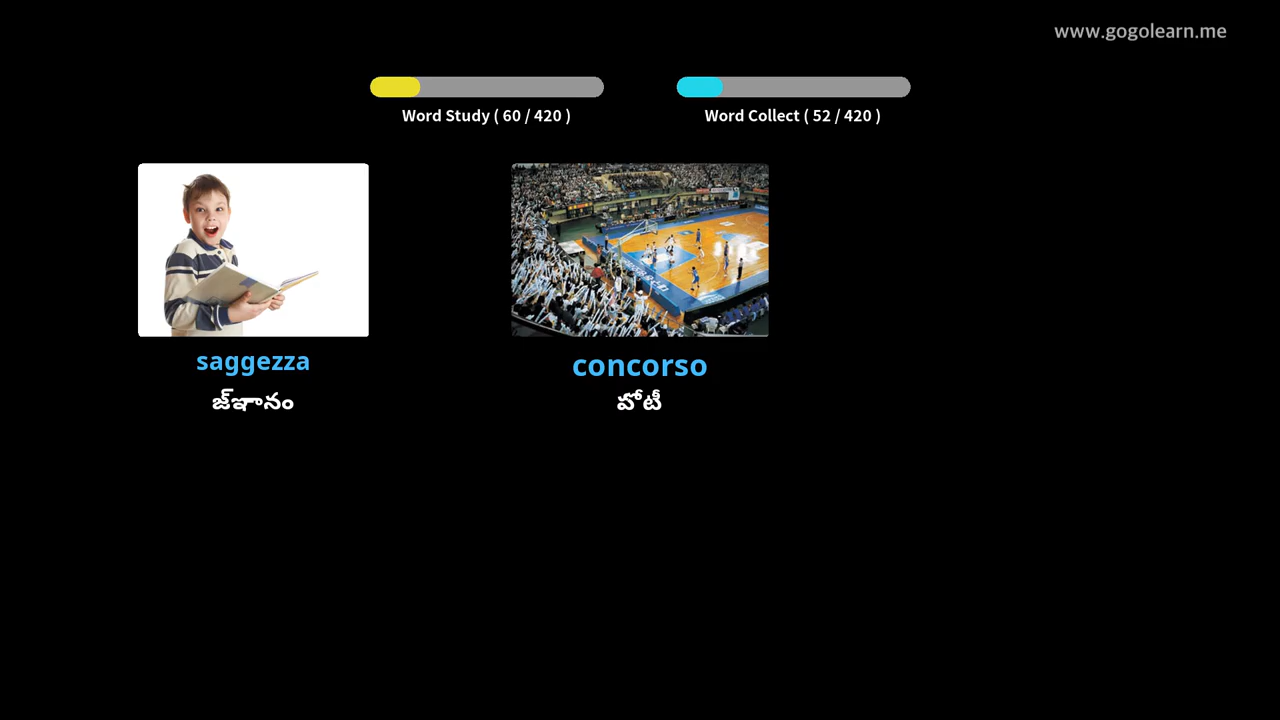 www.gogolearn.me
Word Study ( 60 / 420 )
Word Collect ( 52 / 420 )
saggezza
concorso
జ్ఞానం
పోటీ